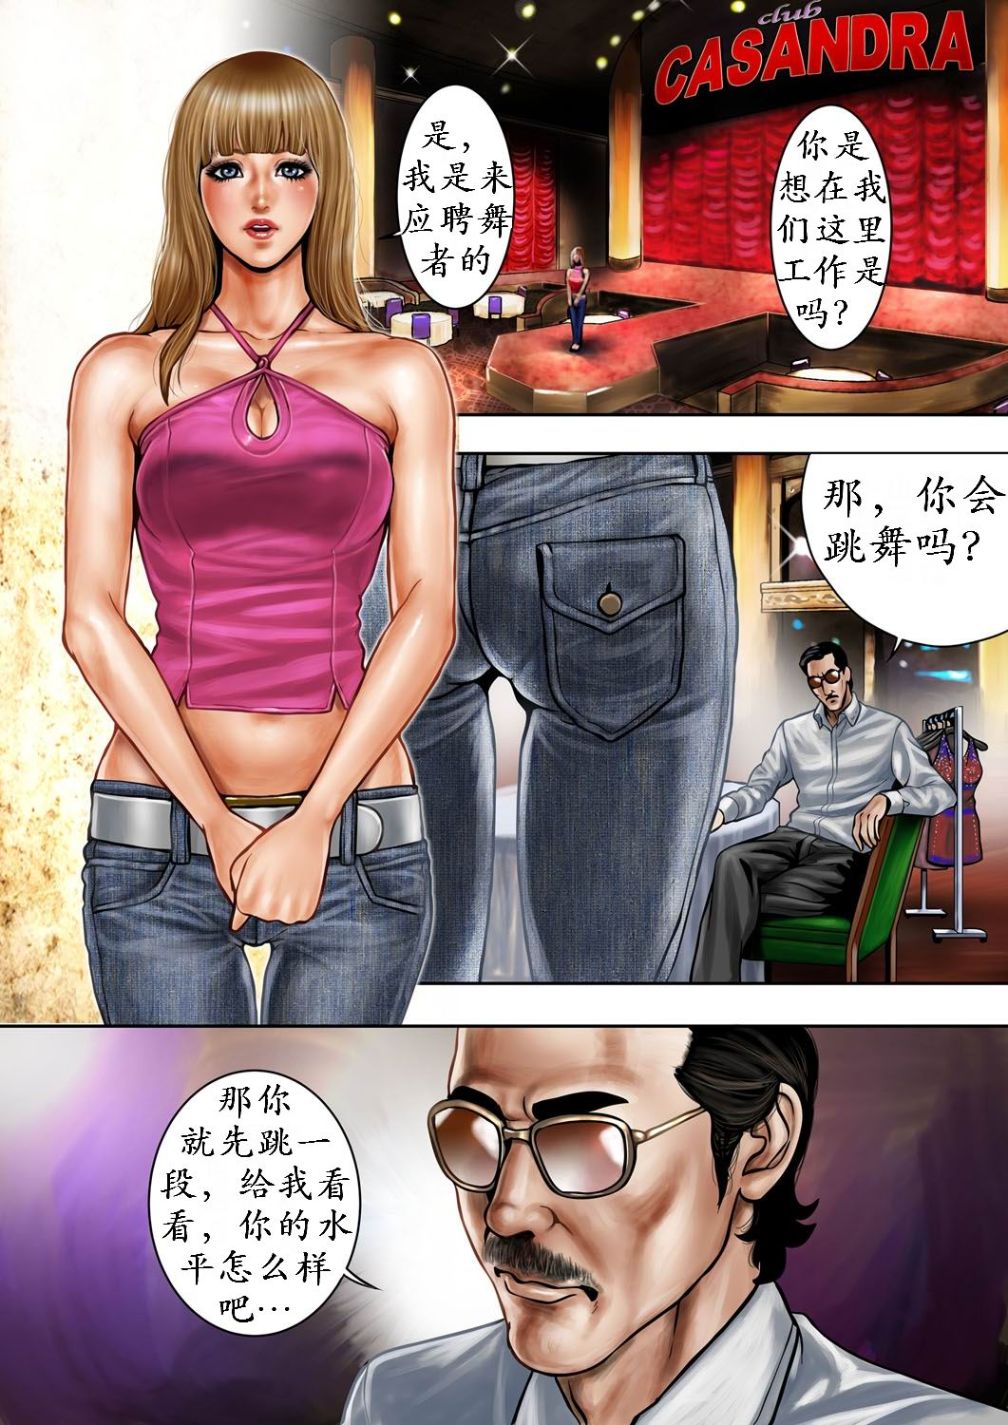 club
CASANDRA
你是
想在我
们这里
工作是
吗？
是，
我是来
应聘舞
者的
那，你会
跳舞吗？
那你
就先跳一
段，给我看
看，你的水
平怎么样
吧…